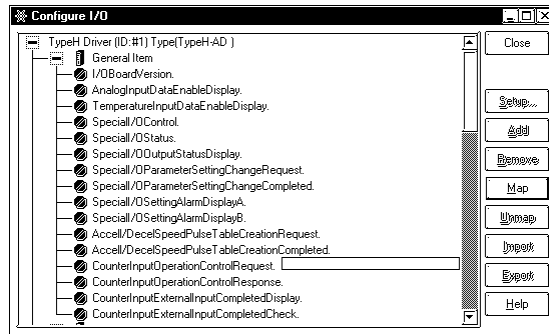 Configure I/O
TypeH Driver (ID:#1) Type(TypeH-AD )
General Item
I/OBoardVersion.
AnalogInputDataEnableDisplay.
TemperatureInputDataEnableDisplay.
SpecialI/OControl.
SpecialI/OStatus.
SpecialI/OOutputStatusDisplay.
SpecialI/OParameterSettingChangeRequest.
SpecialI/OParameterSettingChangeCompleted.
SpecialI/OSettingAlarmDisplayA.
SpecialI/OSettingAlarmDisplayB.
Accell/DecelSpeedPulseTableCreationRequest.
Accell/DecelSpeedPulseTableCreationCompleted.
CounterInputOperationControlRequest.
CounterInputOperationControlResponse.
CounterInputExternalInputCompletedDisplay.
CounterInputExternalInputCompletedCheck.
Close
Setup...
Add
Remove
Map
Unmap
Import
Export
Help